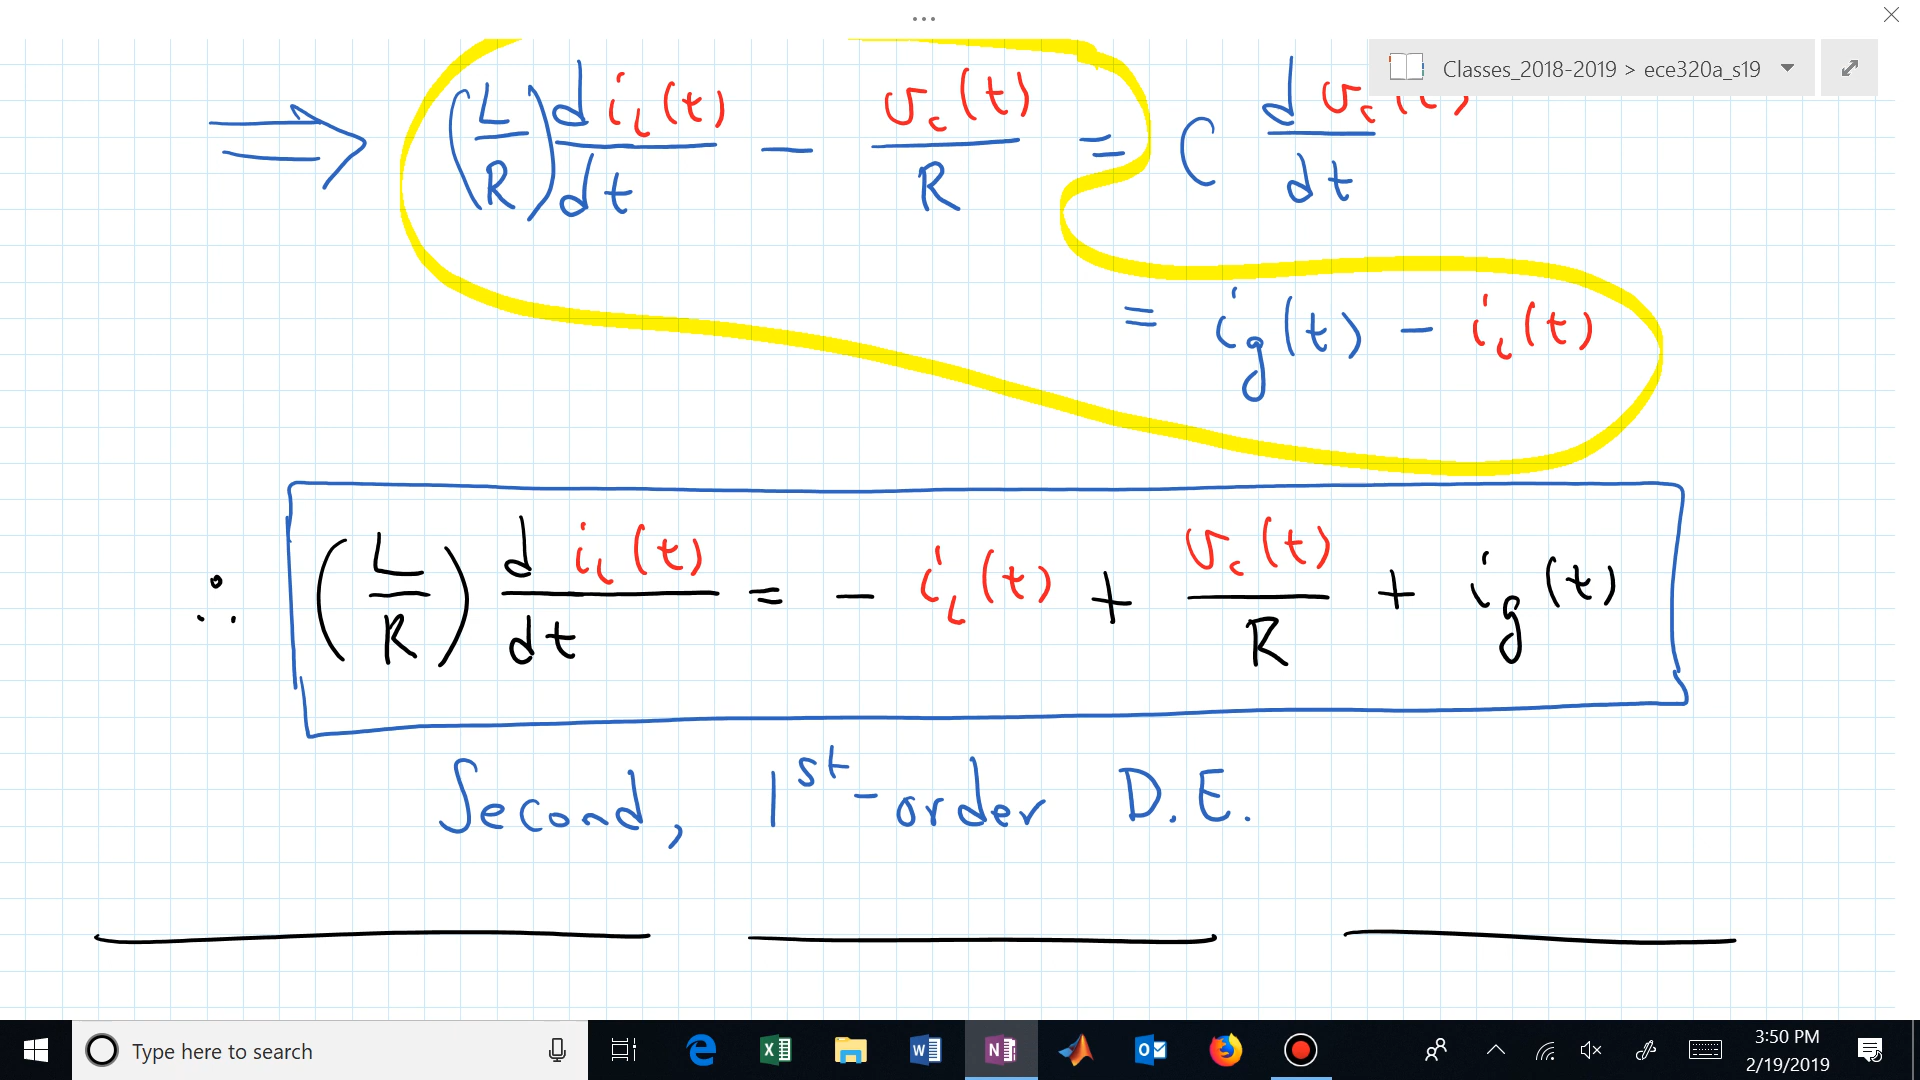 Classes_2018-2019 > ece320a_s19
⇒ (L/R) d i_L(t)/dt − v_c(t)/R = C d v_c(t)/dt
= i_g(t) − i_L(t)
∴ (L/R) d i_L(t)/dt = − i_L(t) + v_c(t)/R + i_g(t)
Second, 1st-order D.E.
Type here to search
3:50 PM
2/19/2019